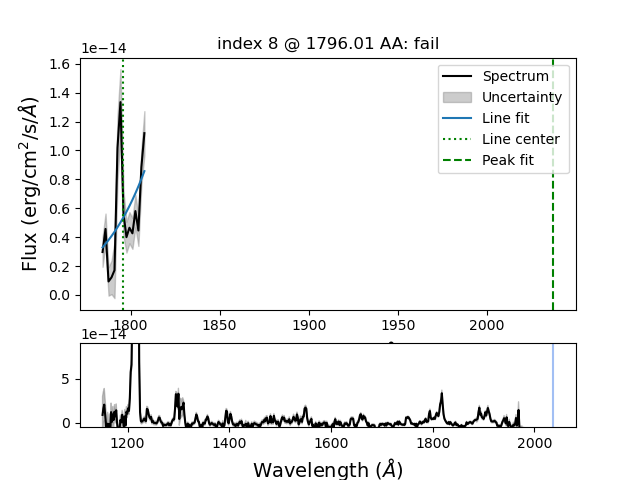 index 8 @ 1796.01 AA: fail
1e−14
1.6
1.4
1.2
1.0
0.8
0.6
0.4
0.2
0.0
Flux (erg/cm²/s/Å)
Spectrum
Uncertainty
Line fit
Line center
Peak fit
1800 1850 1900 1950 2000
1e−14
5
0
1200 1400 1600 1800 2000
Wavelength (Å)